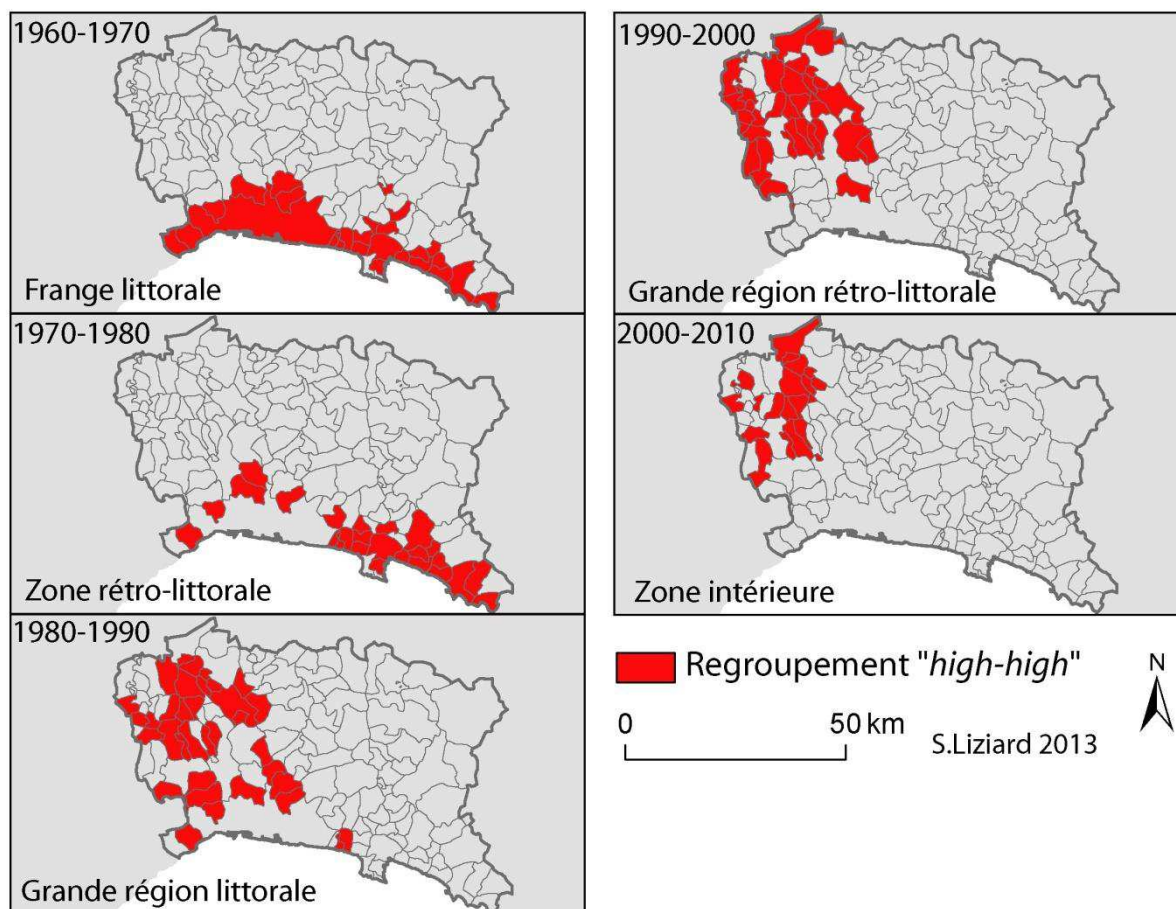 1960-1970
Frange littorale
1970-1980
Zone rétro-littorale
1980-1990
Grande région littorale
1990-2000
Grande région rétro-littorale
2000-2010
Zone intérieure
Regroupement "high-high"
0 50 km
S.Liziard 2013
N